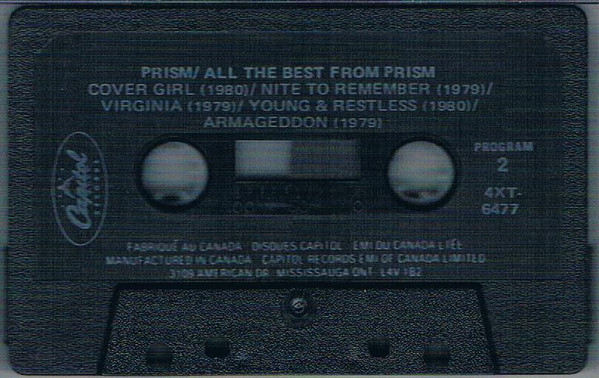 PRISM/ ALL THE BEST FROM PRISM
COVER GIRL (1980)/ NITE TO REMEMBER (1979)/
VIRGINIA (1979)/ YOUNG & RESTLESS (1980)/
ARMAGEDDON (1979)
PROGRAM
2
4XT-
6477
Capitol
RECORDS
FABRIQUÉ AU CANADA DISQUES CAPITOL EMI DU CANADA LTÉE
MANUFACTURED IN CANADA CAPITOL RECORDS EMI OF CANADA LIMITED
3109 AMERICAN DR. MISSISSAUGA ONT. L4V 1B2